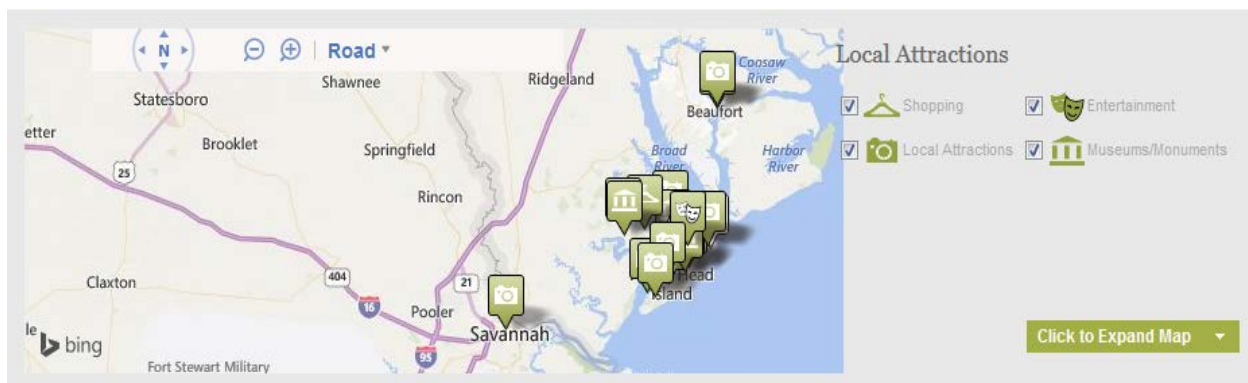 N
Road
Shawnee
Ridgeland
Coosaw
River
Statesboro
Beaufort
etter
Brooklet
Springfield
Broad
River
Harbor
River
25
Rincon
Head
Island
Claxton
404
21
16
Pooler
Savannah
le
bing
95
Fort Stewart Military
Local Attractions
Shopping
Entertainment
Local Attractions
Museums/Monuments
Click to Expand Map